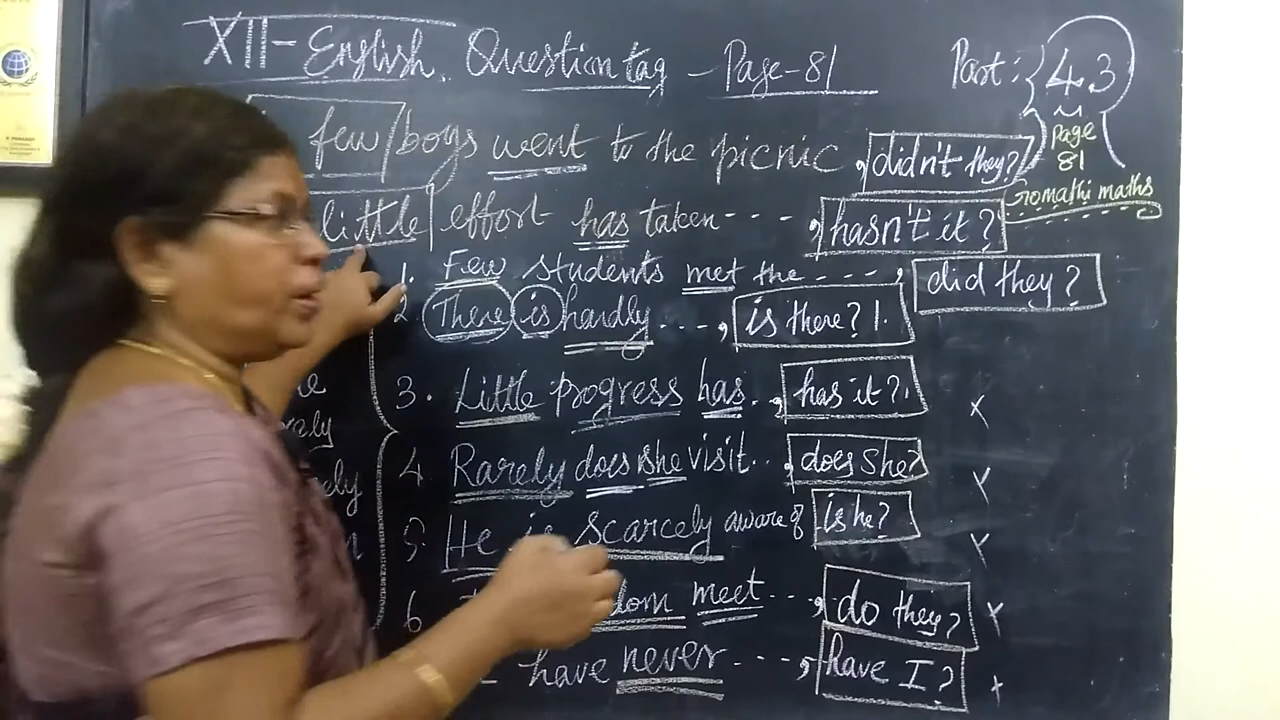 XII - English. Question tag - Page - 81
Part: 4.3
Page
81
few boys went to the picnic, didn't they?
Gomathi maths
little effort has taken - - - , hasn't it?
1. Few students met the - - - - , did they?
2. There is hardly - - - - , is there?
3. Little progress has . , has it?
4. Rarely does she visit . . , does she?
5. He is scarcely aware of is he?
6. dom meet - - - , do they?
have never - - - , have I?